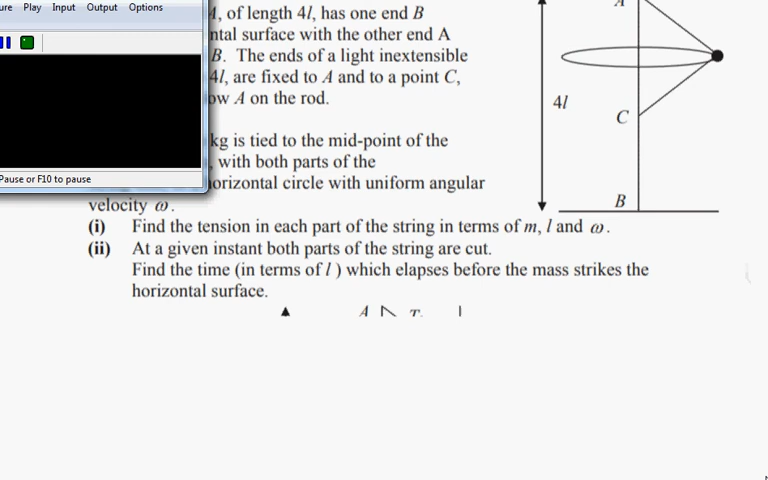 Play Input Output Options
Pause or F10 to pause
of length 4l, has one end B
surface with the other end A
B. The ends of a light inextensible
4l, are fixed to A and to a point C,
A on the rod.
kg is tied to the mid-point of the
, with both parts of the
horizontal circle with uniform angular
velocity ω.
(i) Find the tension in each part of the string in terms of m, l and ω.
(ii) At a given instant both parts of the string are cut.
Find the time (in terms of l ) which elapses before the mass strikes the
horizontal surface.
A
4l
C
B
A